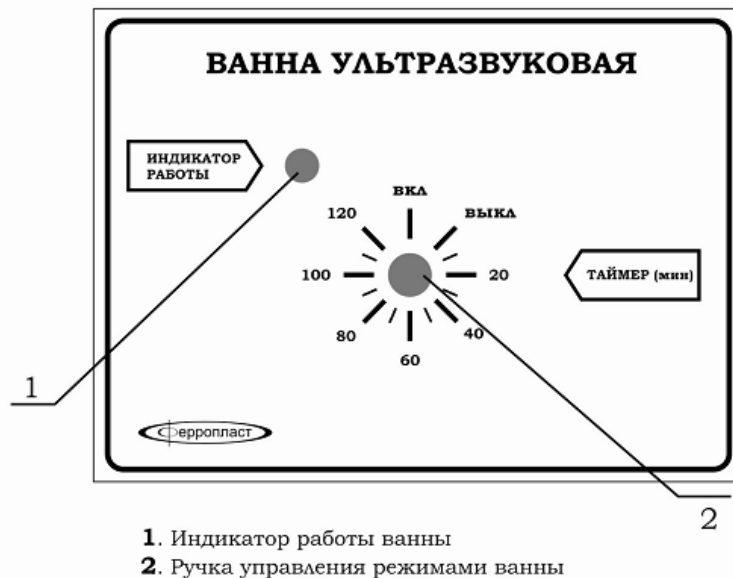 ВАННА УЛЬТРАЗВУКОВАЯ
ИНДИКАТОР
РАБОТЫ
ВКЛ
120
ВЫКЛ
100
20
ТАЙМЕР (мин)
80
40
60
1
Ферропласт
2
1. Индикатор работы ванны
2. Ручка управления режимами ванны